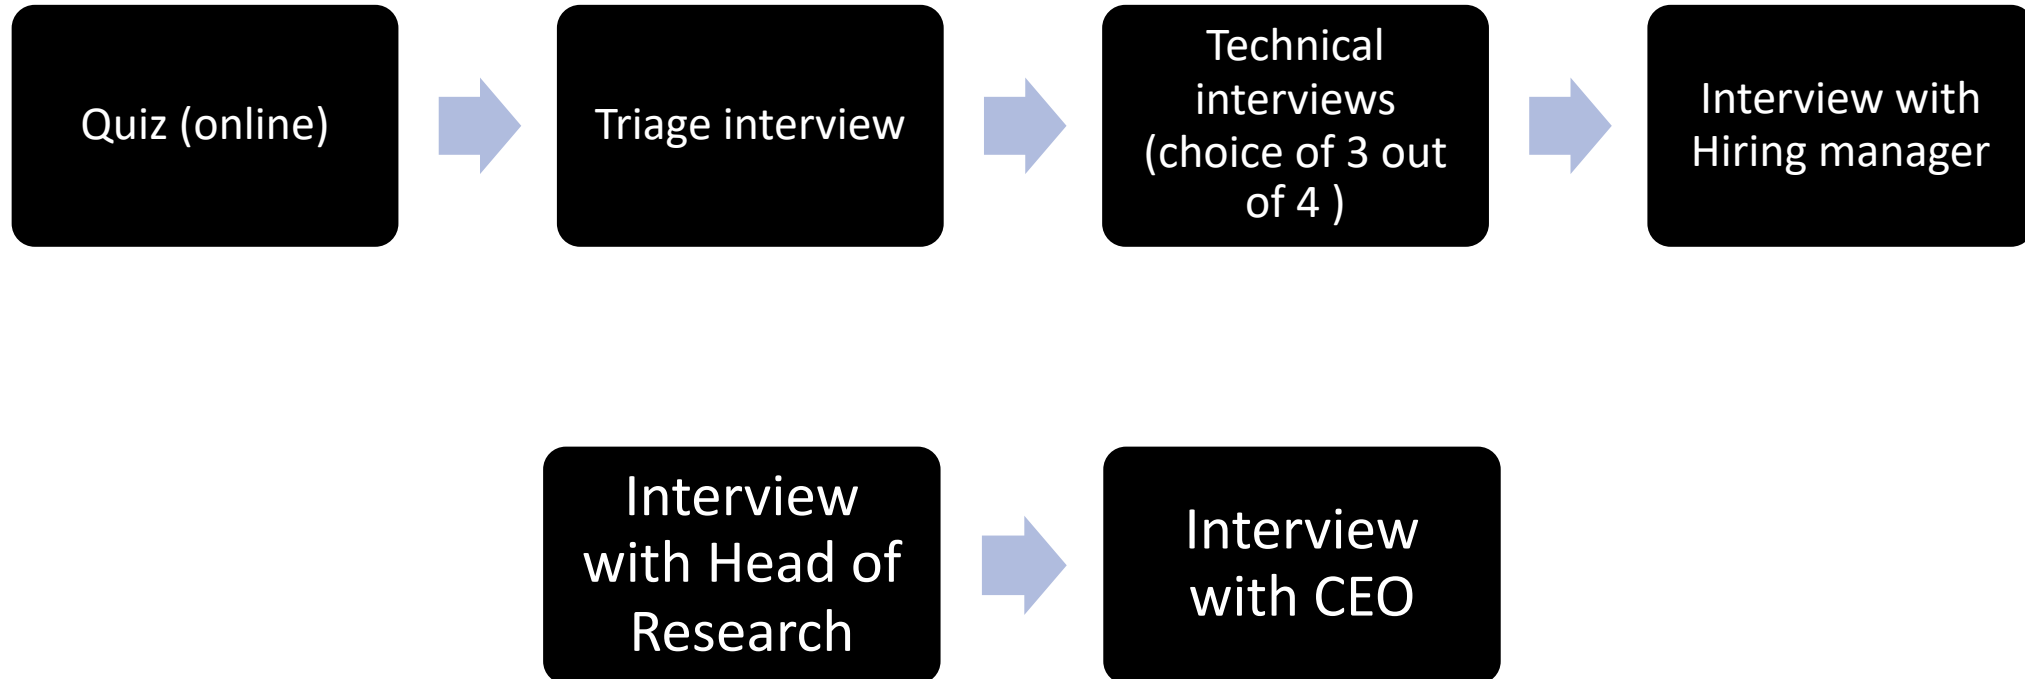 Quiz (online)
Triage interview
Technical
interviews
(choice of 3 out
of 4 )
Interview with
Hiring manager
Interview
with Head of
Research
Interview
with CEO